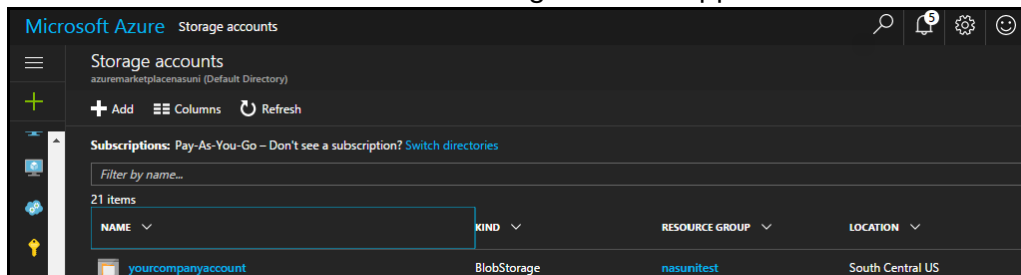 Microsoft Azure Storage accounts
5
Storage accounts
azuremarketplacenasuni (Default Directory)
Add Columns Refresh
Subscriptions: Pay-As-You-Go – Don't see a subscription? Switch directories
Filter by name...
21 items
NAME KIND RESOURCE GROUP LOCATION
yourcompanyaccount BlobStorage nasunitest South Central US